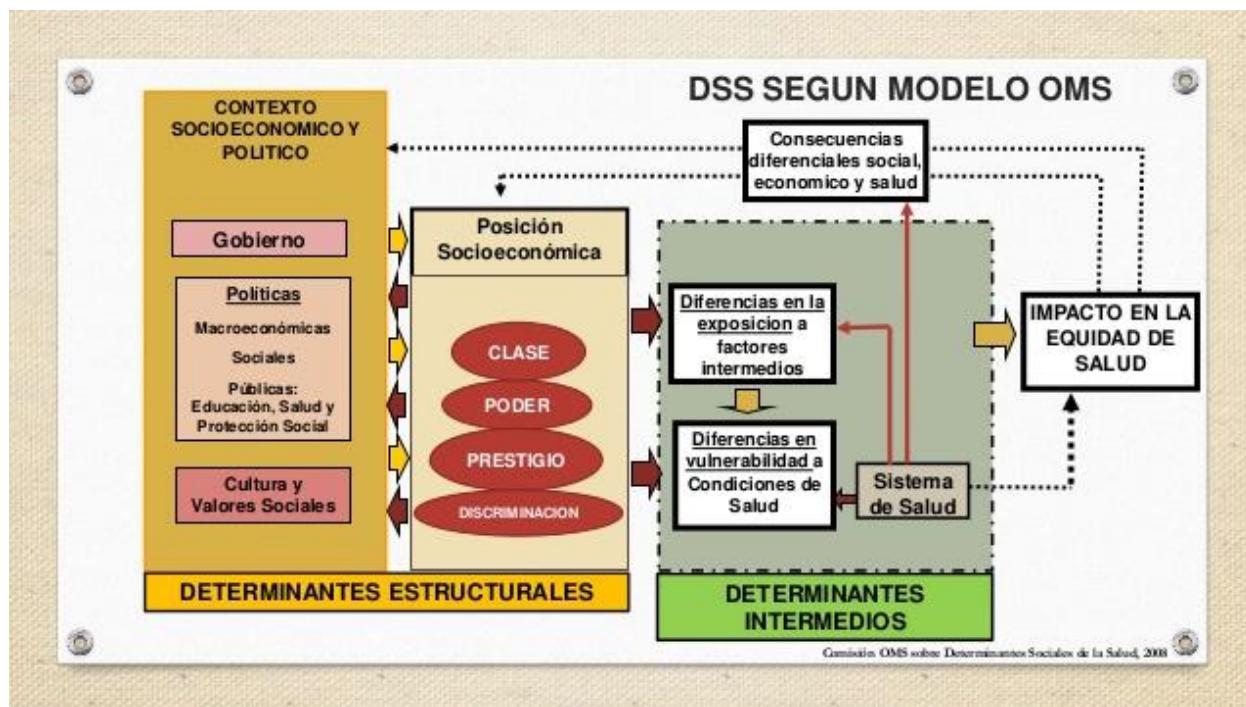 DSS SEGUN MODELO OMS
CONTEXTO
SOCIOECONOMICO Y
POLITICO
Gobierno
Políticas
Macroeconómicas
Sociales
Públicas:
Educación, Salud y
Protección Social
Cultura y
Valores Sociales
Posición
Socioeconómica
CLASE
PODER
PRESTIGIO
DISCRIMINACION
DETERMINANTES ESTRUCTURALES
Consecuencias
diferenciales social,
economico y salud
Diferencias en la
exposicion a
factores
intermedios
Diferencias en
vulnerabilidad a
Condiciones de
Salud
Sistema
de Salud
DETERMINANTES
INTERMEDIOS
IMPACTO EN LA
EQUIDAD DE
SALUD
Comisión OMS sobre Determinantes Sociales de la Salud, 2008